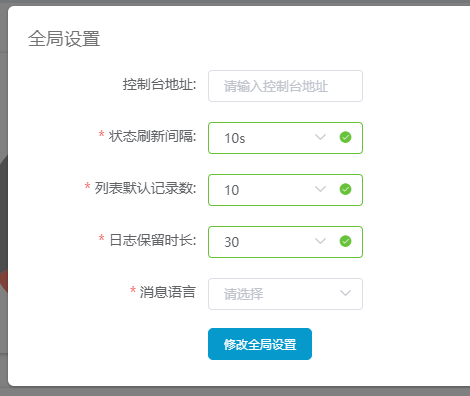 全局设置
控制台地址: 请输入控制台地址
* 状态刷新间隔: 10s
* 列表默认记录数: 10
* 日志保留时长: 30
* 消息语言 请选择
修改全局设置